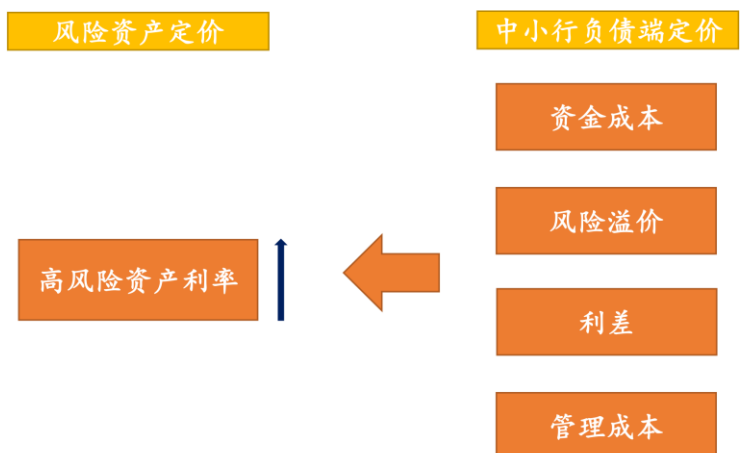 风险资产定价
中小行负债端定价
资金成本
风险溢价
高风险资产利率
利差
管理成本